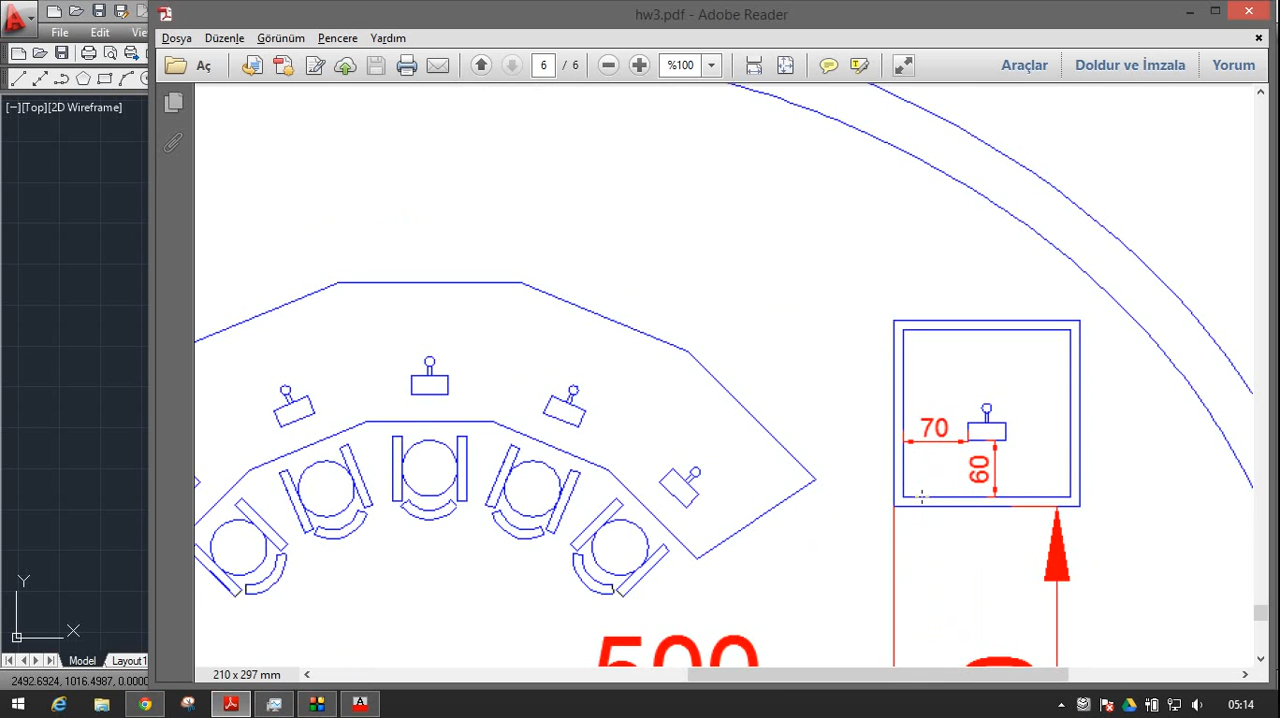 hw3.pdf - Adobe Reader
File Edit
Dosya Düzenle Görünüm Pencere Yardım
Aç 6 / 6 %100 Araçlar Doldur ve İmzala Yorum
[−][Top][2D Wireframe]
70
60
500
Y
X
Model Layout1
210 x 297 mm
2492.6924, 1016.4987, 0.0000
05:14